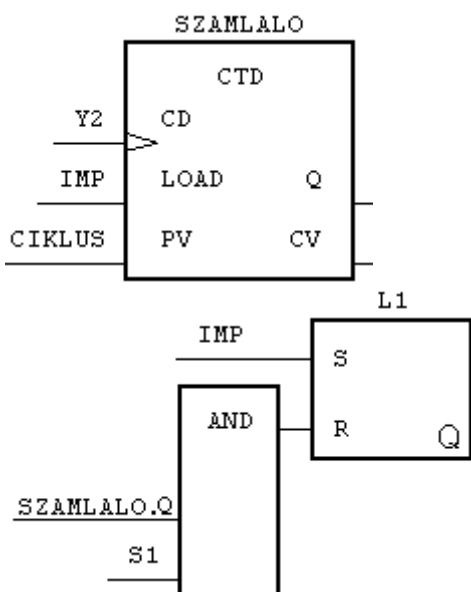 SZAMLALO
CTD
Y2 CD
IMP LOAD Q
CIKLUS PV CV
L1
IMP S
AND R Q
SZAMLALO.Q
S1